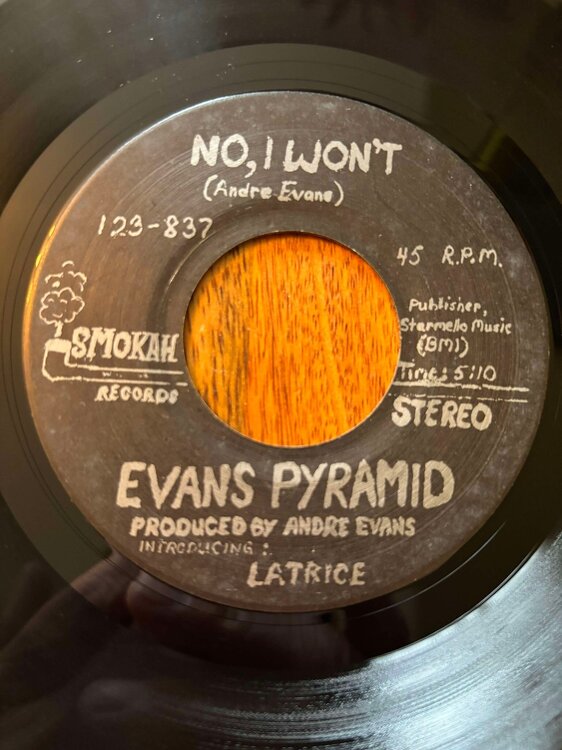 NO, I WON'T
(Andre Evans)
123-837
45 R.P.M.
Publisher,
Starmello Music
(BMI)
Time: 5:10
STEREO
SMOKAH
RECORDS
EVANS PYRAMID
PRODUCED BY ANDRE EVANS
INTRODUCING:
LATRICE